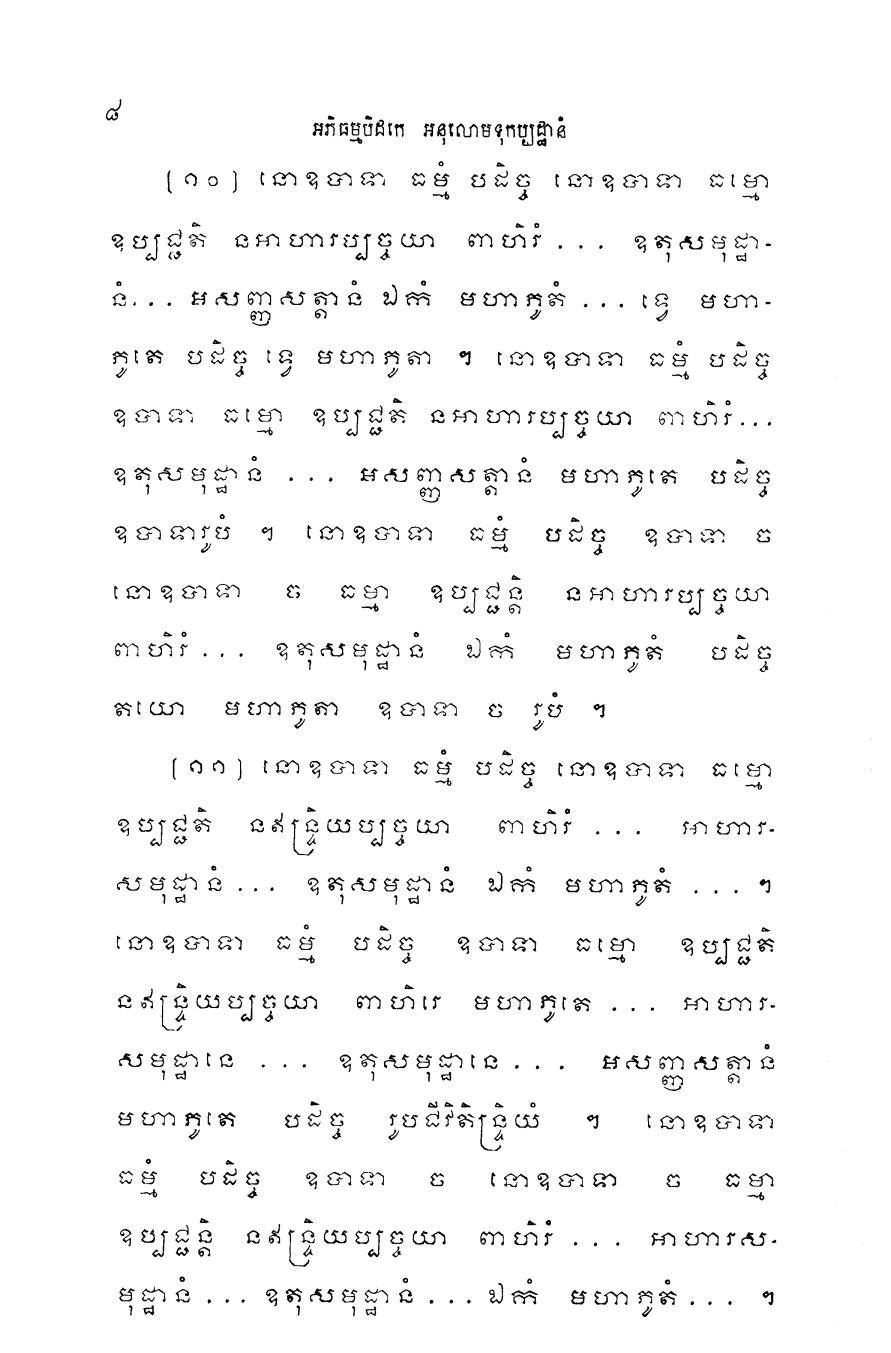 ៨
អភិធម្មបិដកេ អនុលោមទុកប្បដ្ឋានំ
(១០) នោឧបាទា ធម្មំ បដិច្ច នោឧបាទា ធម្មោ
ឧប្បជ្ជតិ នអាហារប្បច្ចយា ពាហិរំ ... ឧតុសមុដ្ឋា-
នំ... អសញ្ញសត្តានំ ឯកំ មហាភូតំ ... ទ្វេ មហា-
ភូតេ បដិច្ច ទ្វេ មហាភូតា ។ នោឧបាទា ធម្មំ បដិច្ច
ឧបាទា ធម្មោ ឧប្បជ្ជតិ នអាហារប្បច្ចយា ពាហិរំ...
ឧតុសមុដ្ឋានំ ... អសញ្ញសត្តានំ មហាភូតេ បដិច្ច
ឧបាទារូបំ ។ នោឧបាទា ធម្មំ បដិច្ច ឧបាទា ច
នោឧបាទា ច ធម្មា ឧប្បជ្ជន្តិ នអាហារប្បច្ចយា
ពាហិរំ... ឧតុសមុដ្ឋានំ ឯកំ មហាភូតំ បដិច្ច
តយោ មហាភូតា ឧបាទា ច រូបំ ។
(១១) នោឧបាទា ធម្មំ បដិច្ច នោឧបាទា ធម្មោ
ឧប្បជ្ជតិ នឥន្ទ្រិយប្បច្ចយា ពាហិរំ ... អាហារ-
សមុដ្ឋានំ ... ឧតុសមុដ្ឋានំ ឯកំ មហាភូតំ ... ។
នោឧបាទា ធម្មំ បដិច្ច ឧបាទា ធម្មោ ឧប្បជ្ជតិ
នឥន្ទ្រិយប្បច្ចយា ពាហិរេ មហាភូតេ ... អាហារ-
សមុដ្ឋានេ ... ឧតុសមុដ្ឋានេ ... អសញ្ញសត្តានំ
មហាភូតេ បដិច្ច រូបជីវិតិន្ទ្រិយំ ។ នោឧបាទា
ធម្មំ បដិច្ច ឧបាទា ច នោឧបាទា ច ធម្មា
ឧប្បជ្ជន្តិ នឥន្ទ្រិយប្បច្ចយា ពាហិរំ ... អាហារស-
មុដ្ឋានំ ... ឧតុសមុដ្ឋានំ ... ឯកំ មហាភូតំ ... ។